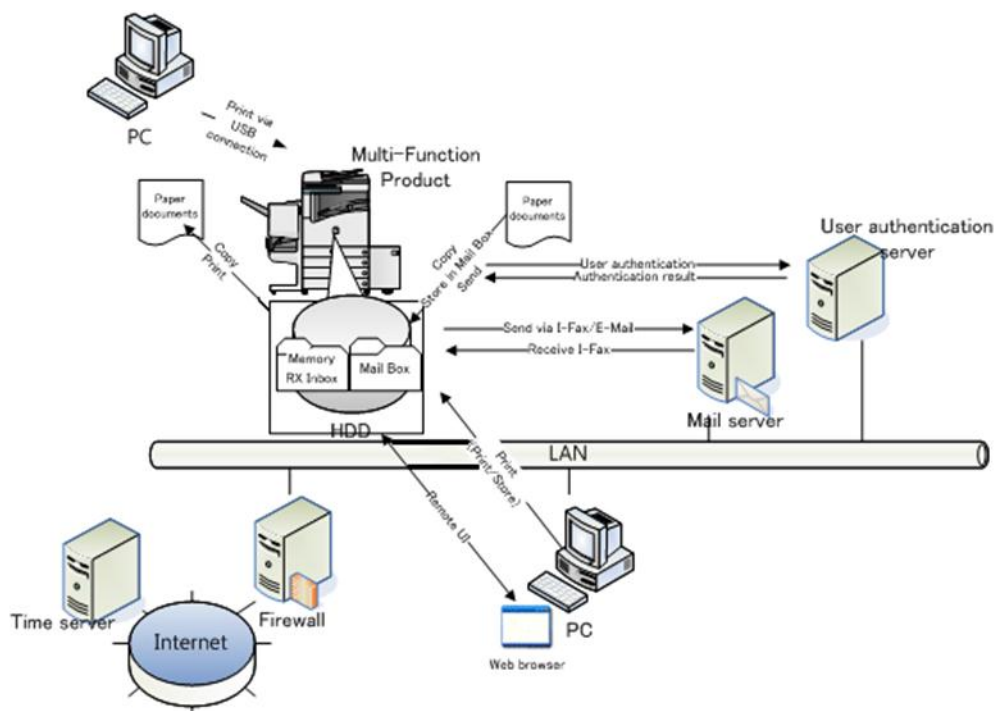 PC
Print via
USB
connection
Multi-Function
Product
Paper
documents
Copy
Print
Paper
documents
Copy
Store in Mail Box
Send
User authentication
server
User authentication
Authentication result
Send via I-Fax/E-Mail
Receive I-Fax
Memory
RX Inbox
Mail Box
HDD
Mail server
LAN
Print
(Print/Store)
Remote UI
Time server
Firewall
Internet
PC
Web browser